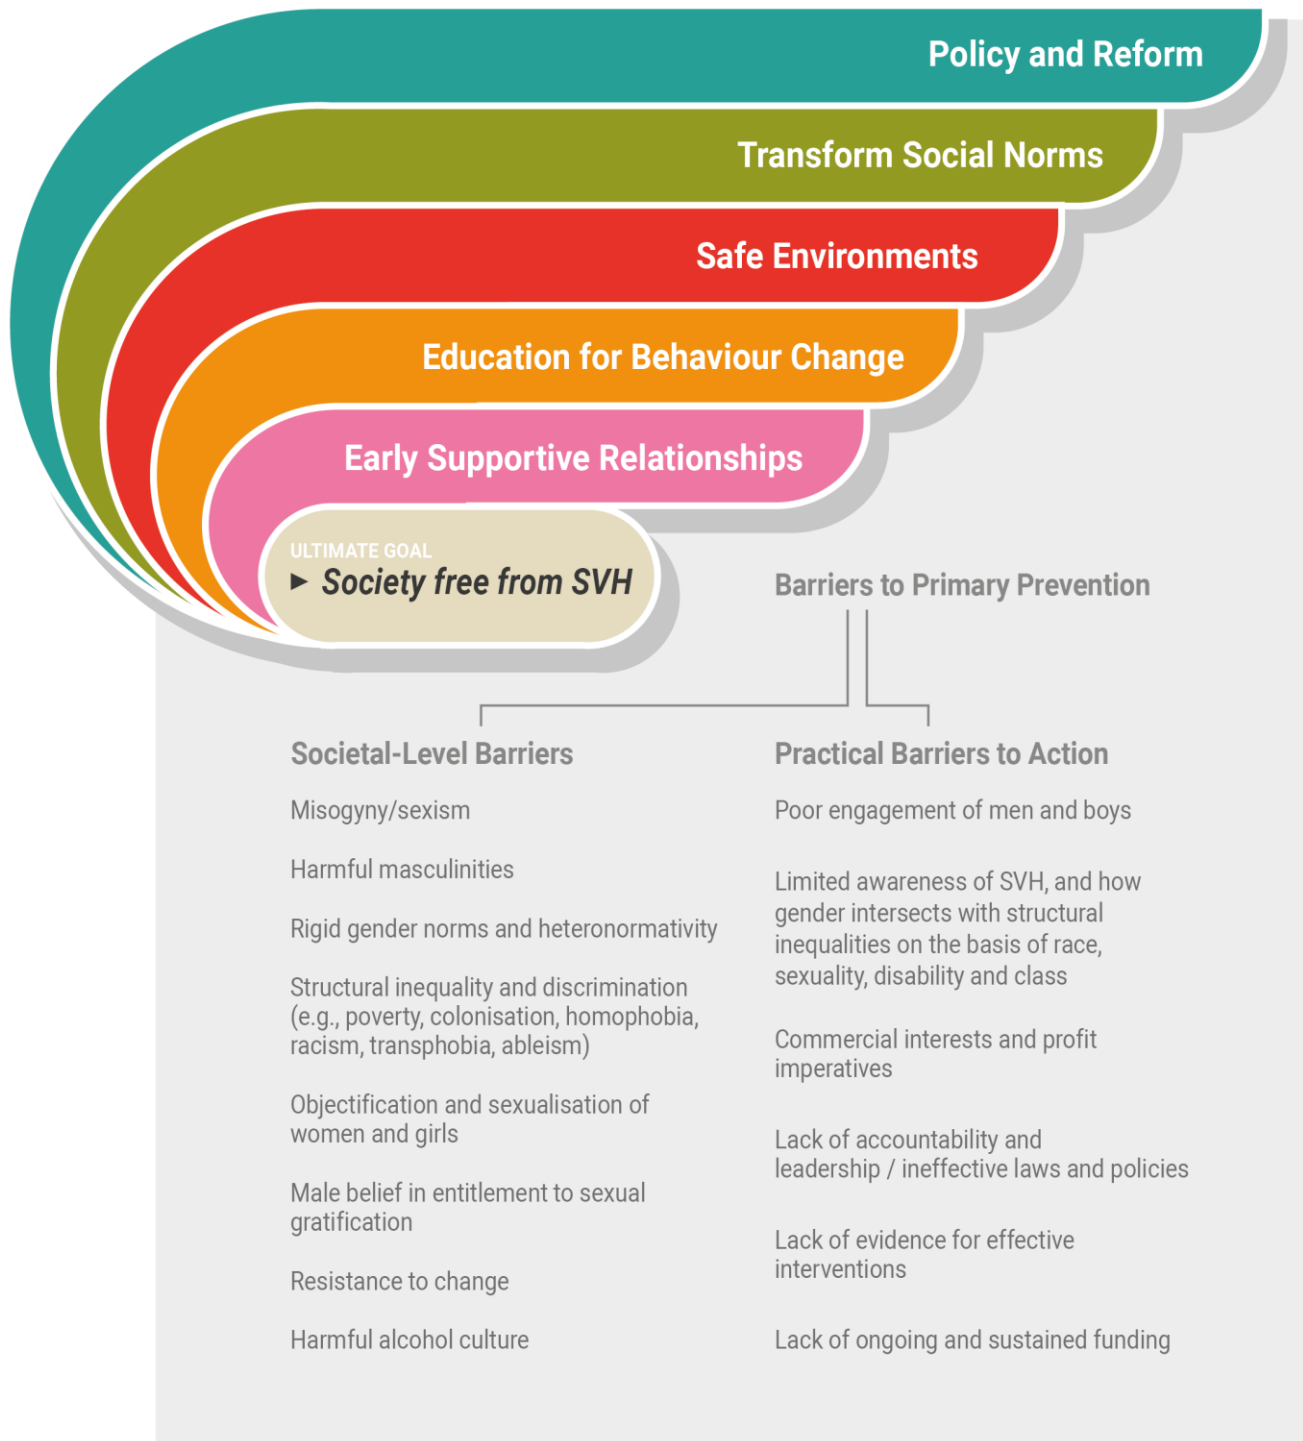 Policy and Reform
Transform Social Norms
Safe Environments
Education for Behaviour Change
Early Supportive Relationships
ULTIMATE GOAL
► Society free from SVH
Barriers to Primary Prevention
Societal-Level Barriers
Misogyny/sexism
Harmful masculinities
Rigid gender norms and heteronormativity
Structural inequality and discrimination
(e.g., poverty, colonisation, homophobia,
racism, transphobia, ableism)
Objectification and sexualisation of
women and girls
Male belief in entitlement to sexual
gratification
Resistance to change
Harmful alcohol culture
Practical Barriers to Action
Poor engagement of men and boys
Limited awareness of SVH, and how
gender intersects with structural
inequalities on the basis of race,
sexuality, disability and class
Commercial interests and profit
imperatives
Lack of accountability and
leadership / ineffective laws and policies
Lack of evidence for effective
interventions
Lack of ongoing and sustained funding